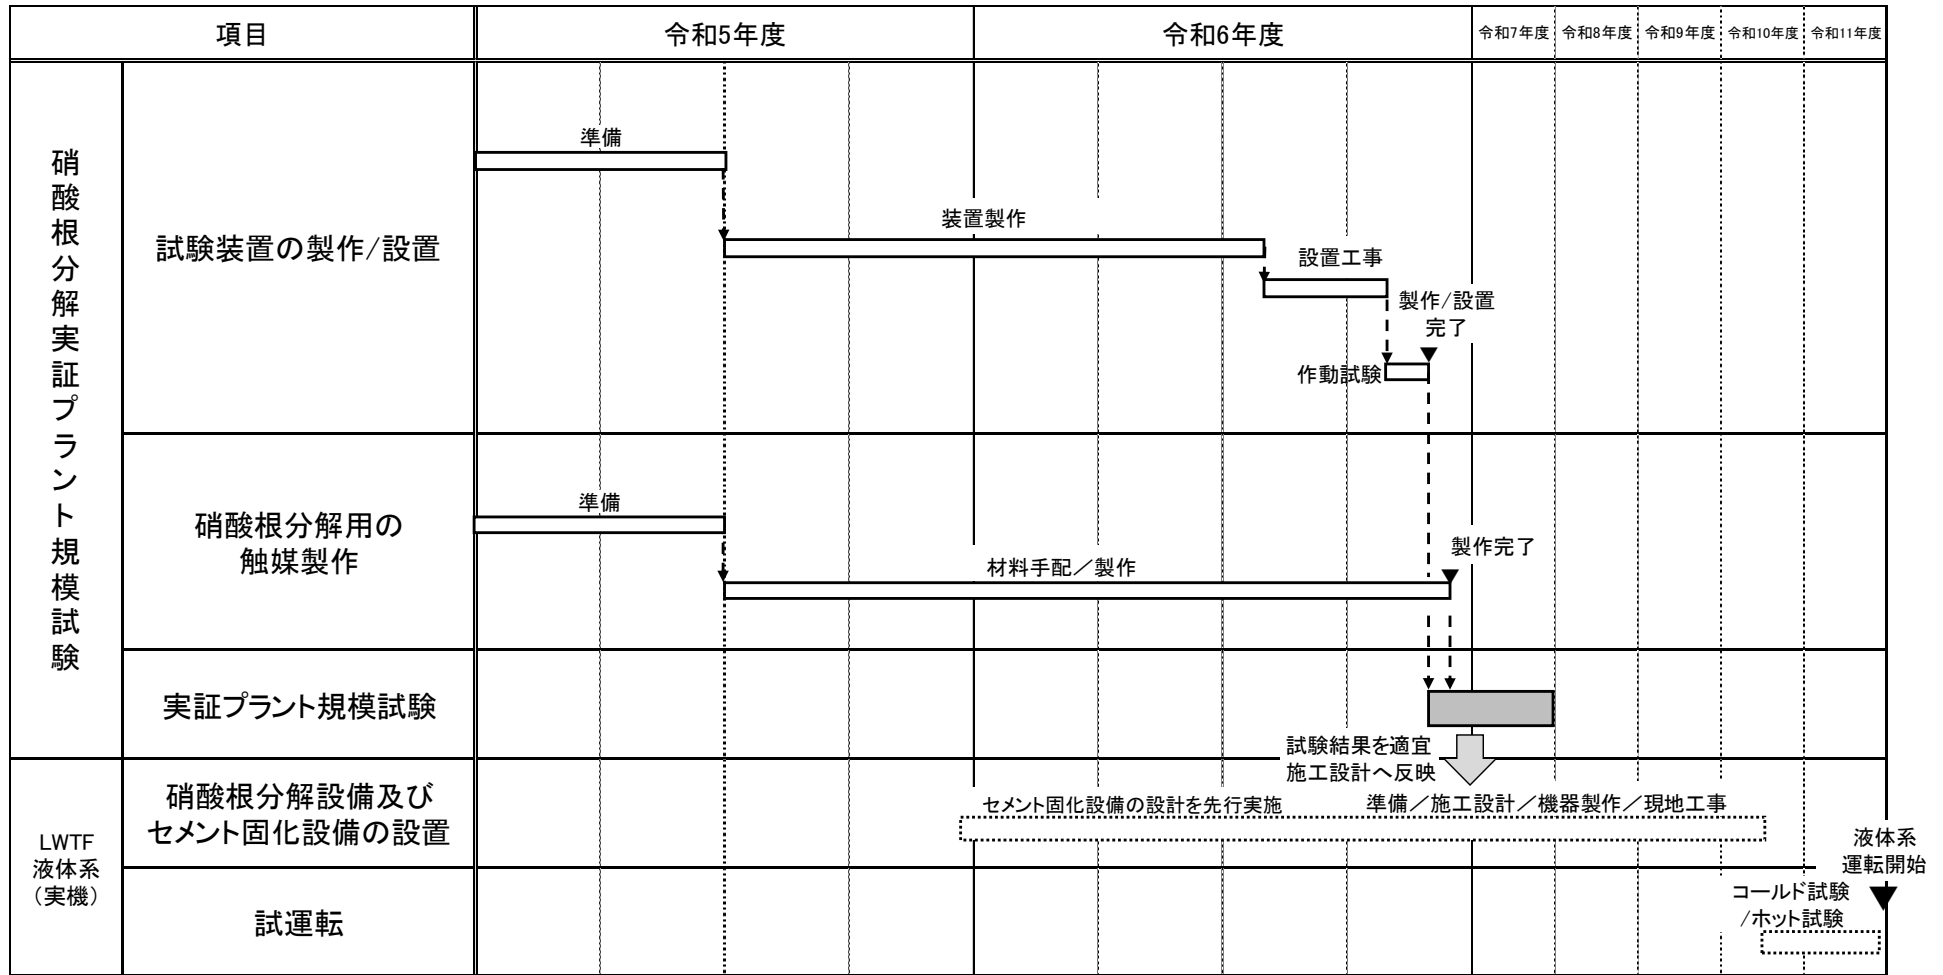 項目
令和5年度
令和6年度
令和7年度
令和8年度
令和9年度
令和10年度
令和11年度
硝酸根分解実証プラント規模試験
試験装置の製作/設置
準備
装置製作
設置工事
製作/設置
完了
作動試験
硝酸根分解用の
触媒製作
準備
材料手配／製作
製作完了
実証プラント規模試験
試験結果を適宜
施工設計へ反映
LWTF
液体系
（実機）
硝酸根分解設備及び
セメント固化設備の設置
セメント固化設備の設計を先行実施
準備／施工設計／機器製作／現地工事
試運転
コールド試験
/ホット試験
液体系
運転開始